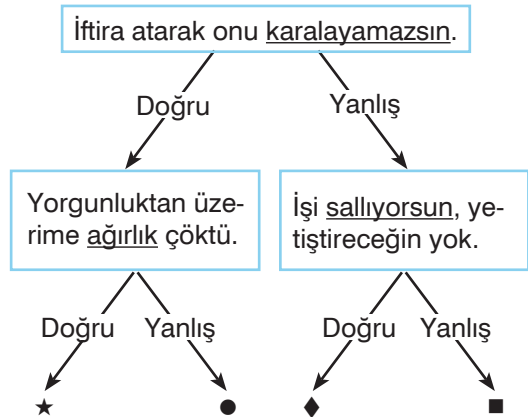 İftira atarak onu karalayamazsın.
Doğru
Yanlış
Yorgunluktan üze-
rime ağırlık çöktü.
İşi sallıyorsun, ye-
tiştireceğin yok.
Doğru
Yanlış
Doğru
Yanlış